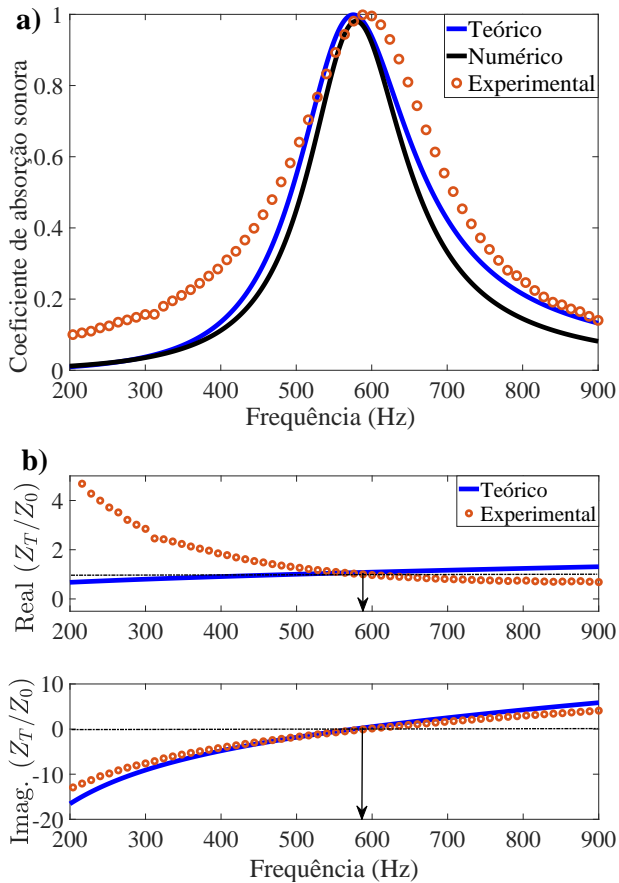 a)
Coeficiente de absorção sonora
1
0.8
0.6
0.4
0.2
0
Teórico
Numérico
Experimental
200 300 400 500 600 700 800 900
Frequência (Hz)
b)
Real (Z_T/Z_0)
4
2
0
Teórico
Experimental
200 300 400 500 600 700 800 900
Imag. (Z_T/Z_0)
10
0
-10
-20
200 300 400 500 600 700 800 900
Frequência (Hz)